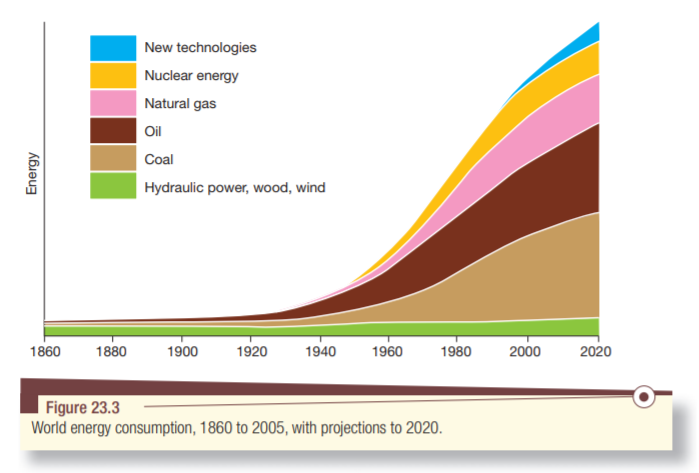 New technologies
Nuclear energy
Natural gas
Oil
Coal
Hydraulic power, wood, wind
Energy
1860 1880 1900 1920 1940 1960 1980 2000 2020
Figure 23.3
World energy consumption, 1860 to 2005, with projections to 2020.